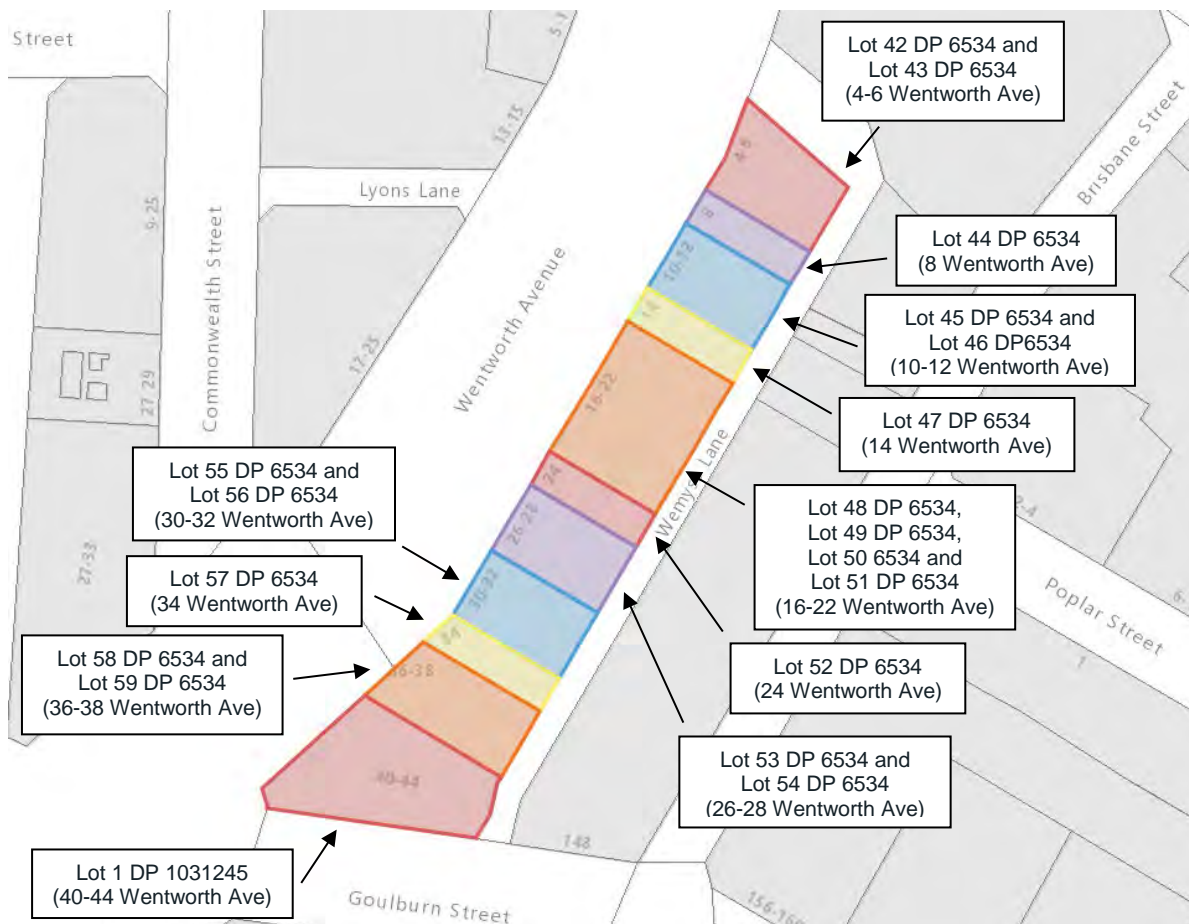 Street
5-1
Lot 42 DP 6534 and
Lot 43 DP 6534
(4-6 Wentworth Ave)
Brisbane Street
13-15
4-6
Lyons Lane
9-25
Commonwealth Street
8
Lot 44 DP 6534
(8 Wentworth Ave)
10-12
Wentworth Avenue
14
Lot 45 DP 6534 and
Lot 46 DP6534
(10-12 Wentworth Ave)
17-25
27-29
16-22
Lot 47 DP 6534
(14 Wentworth Ave)
Lot 55 DP 6534 and
Lot 56 DP 6534
(30-32 Wentworth Ave)
24
Wemyss Lane
2-4
26-28
Lot 48 DP 6534,
Lot 49 DP 6534,
Lot 50 6534 and
Lot 51 DP 6534
(16-22 Wentworth Ave)
27-33
30-32
Lot 57 DP 6534
(34 Wentworth Ave)
6-
Poplar Street
1
Lot 58 DP 6534 and
Lot 59 DP 6534
(36-38 Wentworth Ave)
36-38
Lot 52 DP 6534
(24 Wentworth Ave)
40-44
Lot 53 DP 6534 and
Lot 54 DP 6534
(26-28 Wentworth Ave)
148
Lot 1 DP 1031245
(40-44 Wentworth Ave)
Goulburn Street